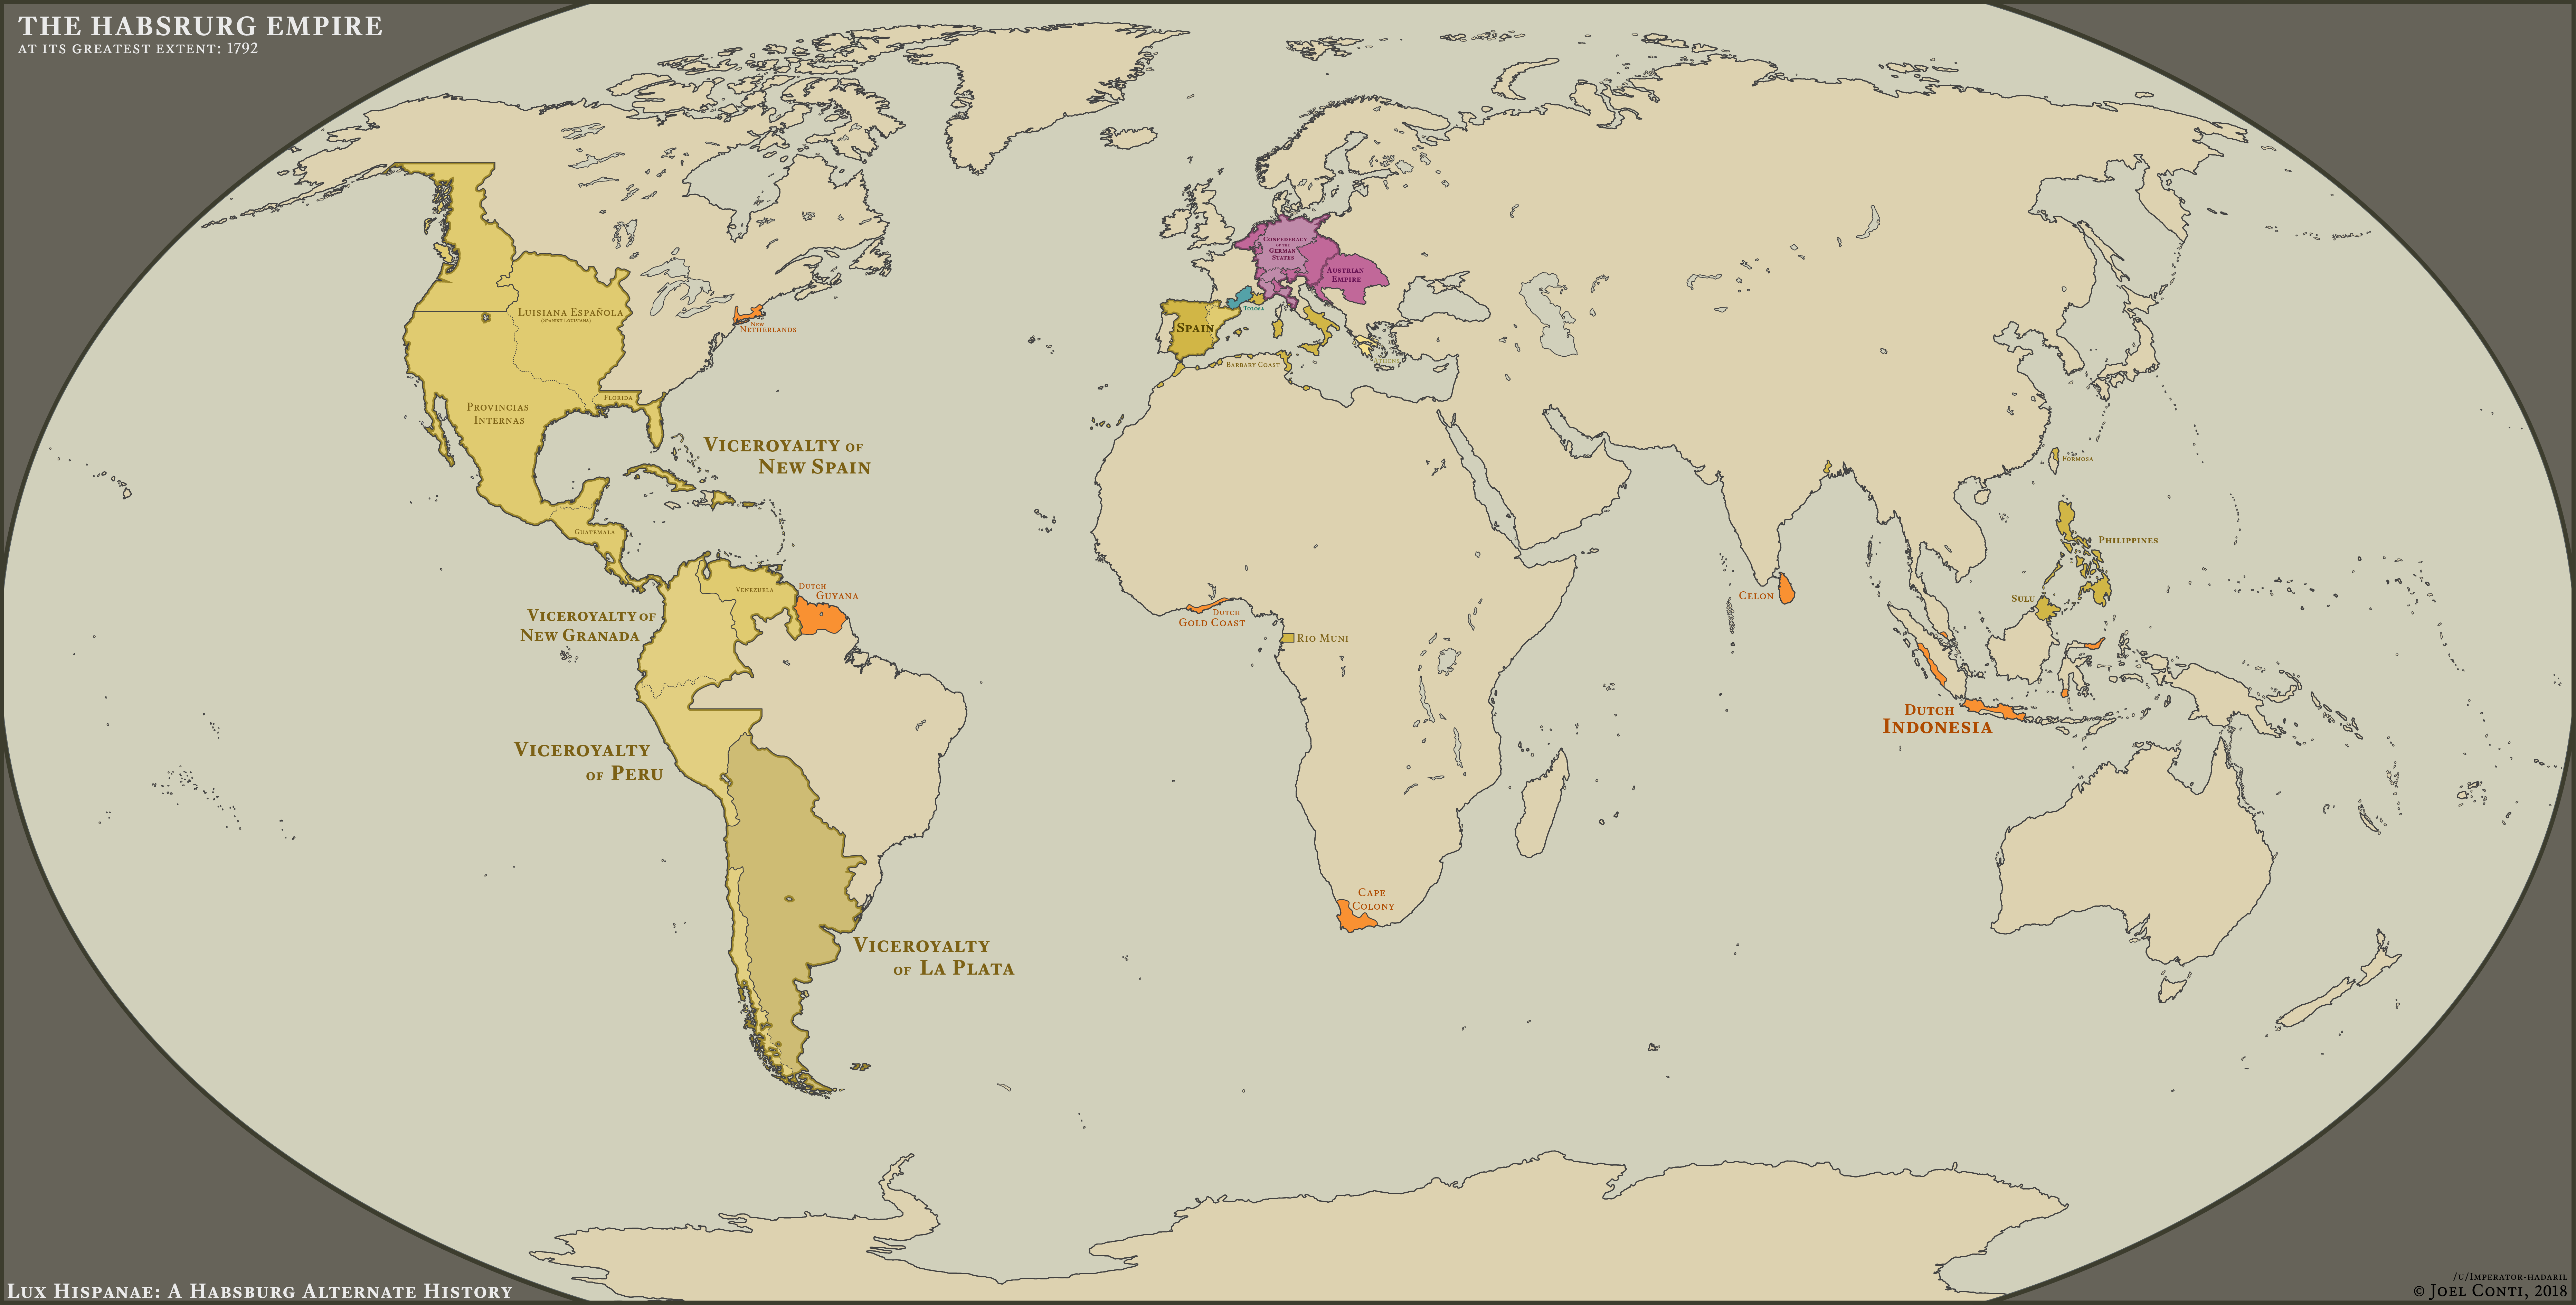 THE HABSRURG EMPIRE
AT ITS GREATEST EXTENT: 1792
LUISIANA ESPAÑOLA
(SPANISH LOUISIANA)
NEW
NETHERLANDS
PROVINCIAS
INTERNAS
FLORIDA
VICEROYALTY OF
NEW SPAIN
GUATEMALA
VENEZUELA
DUTCH
GUYANA
VICEROYALTY OF
NEW GRANADA
VICEROYALTY
OF PERU
VICEROYALTY
OF LA PLATA
CONFEDERACY
OF THE
GERMAN
STATES
AUSTRIAN
EMPIRE
TOLOSA
SPAIN
BARBARY COAST
ATHENS
DUTCH
GOLD COAST
RIO MUNI
CAPE
COLONY
CELON
FORMOSA
PHILIPPINES
SULU
DUTCH
INDONESIA
LUX HISPANAE: A HABSBURG ALTERNATE HISTORY
/U/IMPERATOR-HADARIL
© JOEL CONTI, 2018